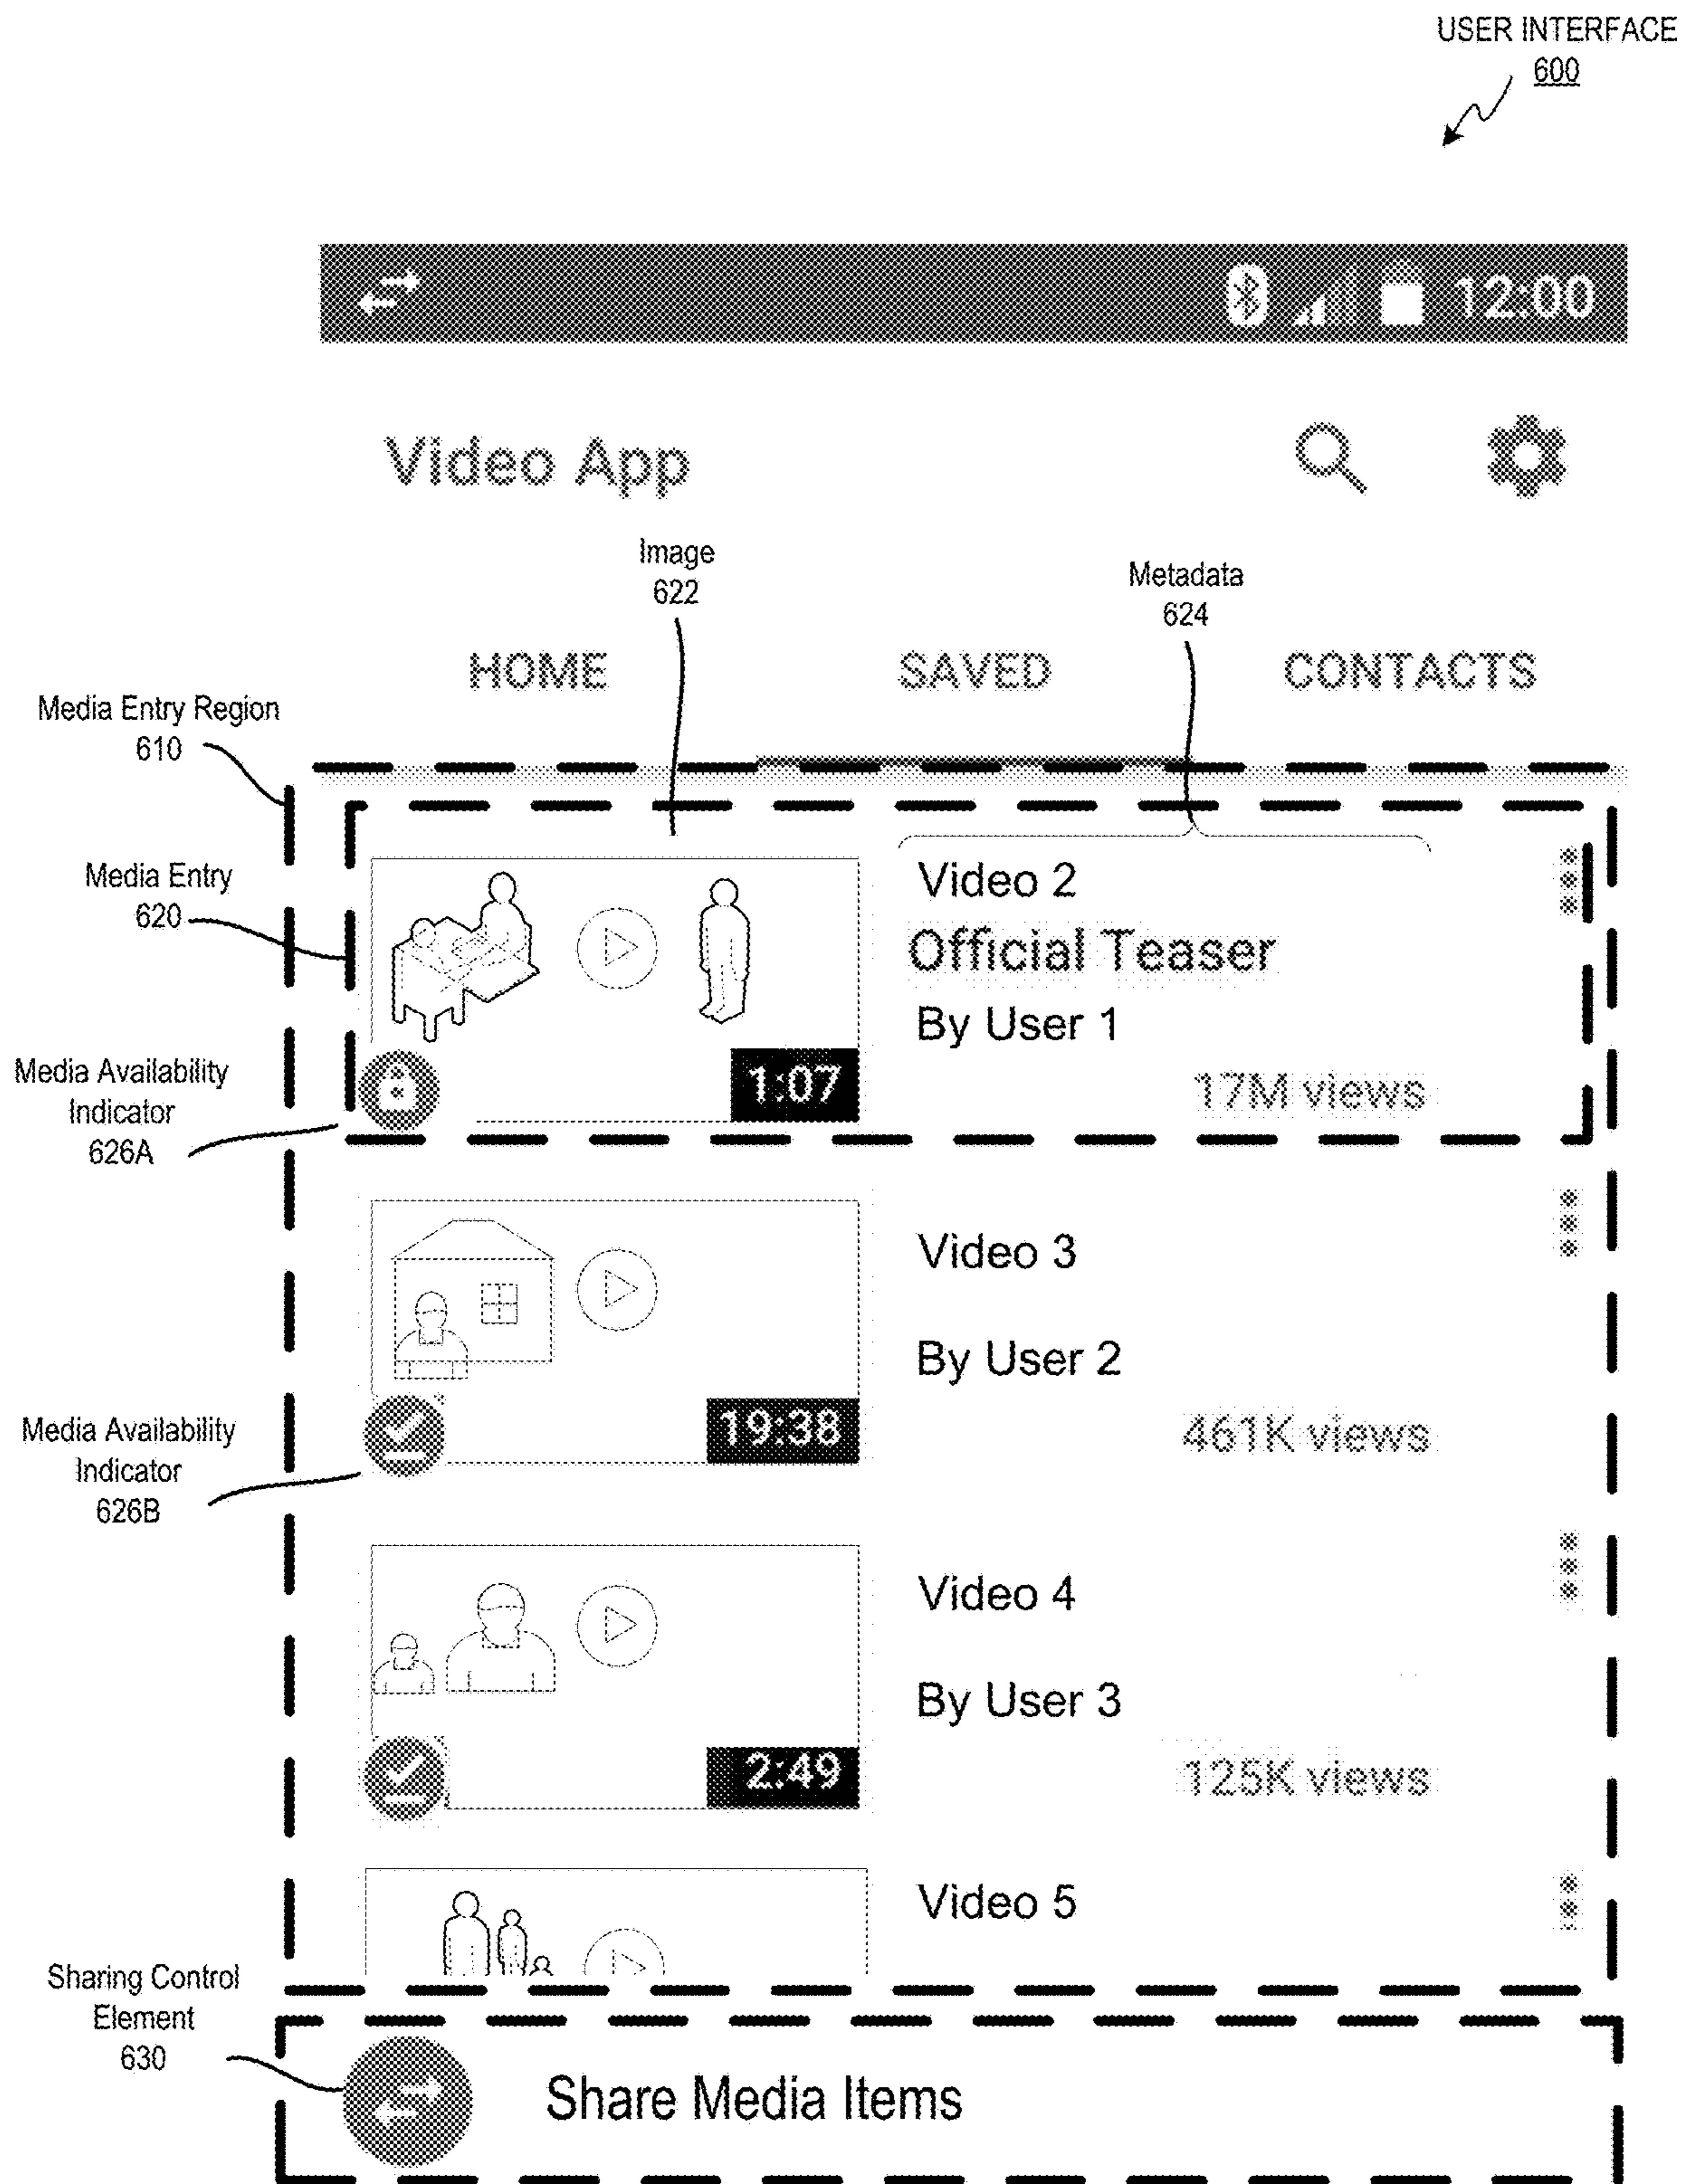 USER INTERFACE
600
12:00
Video App
Image
622
Metadata
624
HOME SAVED CONTACTS
Media Entry Region
610
Media Entry
620
Video 2
Official Teaser
By User 1
1:07
17M views
Media Availability
Indicator
626A
Video 3
By User 2
19:38
461K views
Media Availability
Indicator
626B
Video 4
By User 3
2:49
125K views
Video 5
Sharing Control
Element
630
Share Media Items